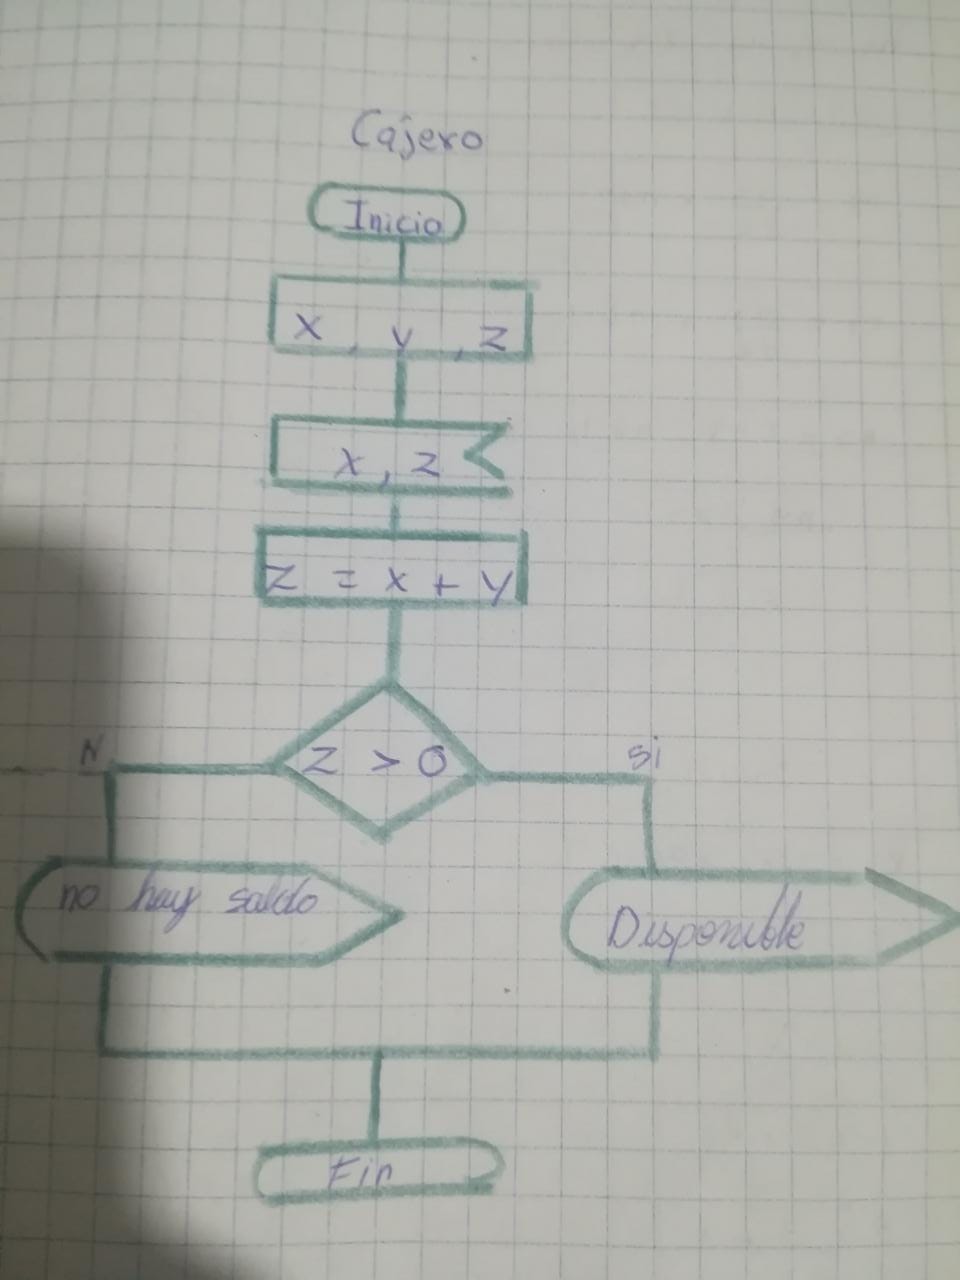 Cajero
Inicio
X , Y , Z
X , Z
Z = X + Y
Z > 0
N
si
no hay saldo
Disponible
Fin